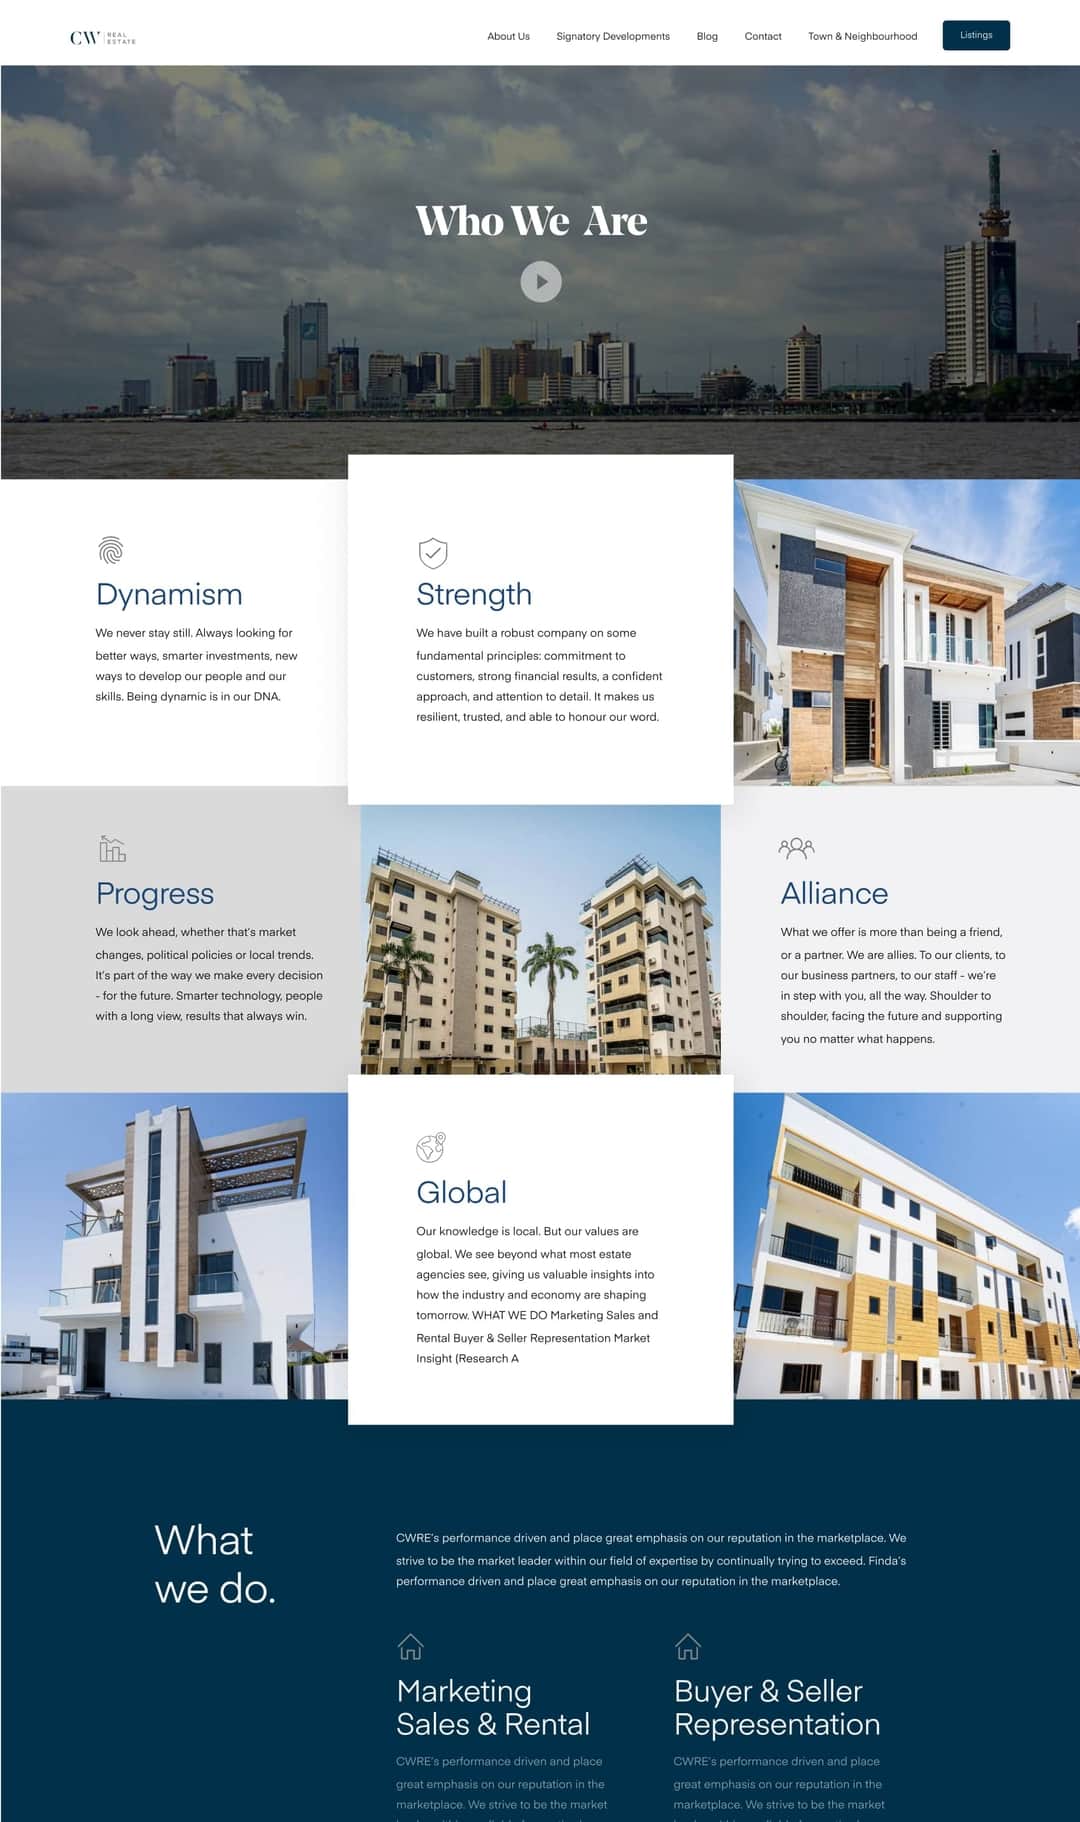 CW REAL ESTATE
About Us
Signatory Developments
Blog
Contact
Town & Neighbourhood
Listings
Who We Are
Dynamism
We never stay still. Always looking for
better ways, smarter investments, new
ways to develop our people and our
skills. Being dynamic is in our DNA.
Strength
We have built a robust company on some
fundamental principles: commitment to
customers, strong financial results, a confident
approach, and attention to detail. It makes us
resilient, trusted, and able to honour our word.
Progress
We look ahead, whether that's market
changes, political policies or local trends.
It's part of the way we make every decision
- for the future. Smarter technology, people
with a long view, results that always win.
Alliance
What we offer is more than being a friend,
or a partner. We are allies. To our clients, to
our business partners, to our staff - we're
in step with you, all the way. Shoulder to
shoulder, facing the future and supporting
you no matter what happens.
Global
Our knowledge is local. But our values are
global. We see beyond what most estate
agencies see, giving us valuable insights into
how the industry and economy are shaping
tomorrow. WHAT WE DO Marketing Sales and
Rental Buyer & Seller Representation Market
Insight (Research A
What
we do.
CWRE's performance driven and place great emphasis on our reputation in the marketplace. We
strive to be the market leader within our field of expertise by continually trying to exceed. Finda's
performance driven and place great emphasis on our reputation in the marketplace.
Marketing
Sales & Rental
CWRE's performance driven and place
great emphasis on our reputation in the
marketplace. We strive to be the market
Buyer & Seller
Representation
CWRE's performance driven and place
great emphasis on our reputation in the
marketplace. We strive to be the market